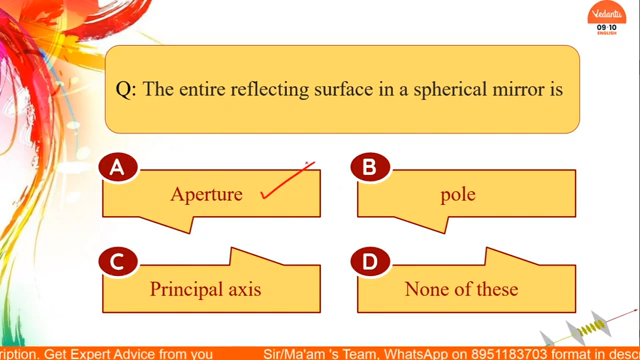 Vedantu
09·10
ENGLISH
Q: The entire reflecting surface in a spherical mirror is
A
Aperture
B
pole
C
Principal axis
D
None of these
ription. Get Expert Advice from you Sir/Ma'am 's Team, WhatsApp on 8951183703 format in desc